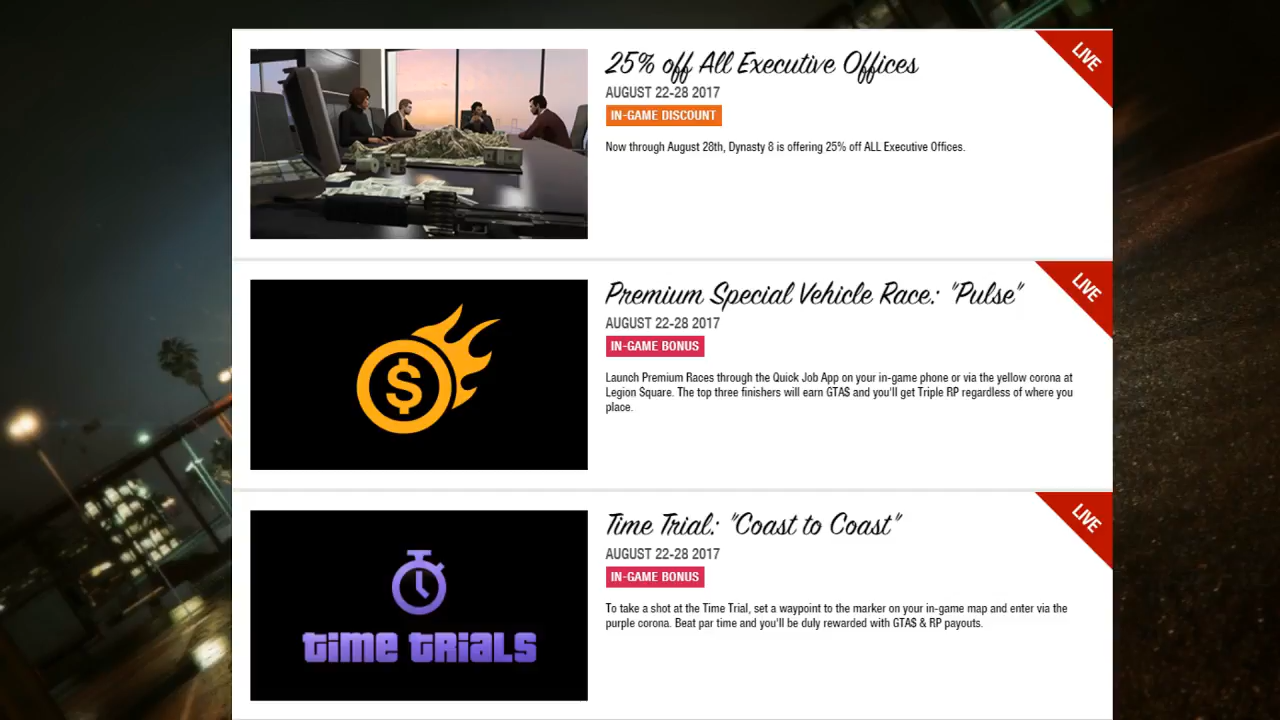 25% off All Executive Offices
LIVE
AUGUST 22-28 2017
IN-GAME DISCOUNT
Now through August 28th, Dynasty 8 is offering 25% off ALL Executive Offices.
Premium Special Vehicle Race: "Pulse"
LIVE
AUGUST 22-28 2017
IN-GAME BONUS
$
Launch Premium Races through the Quick Job App on your in-game phone or via the yellow corona at
Legion Square. The top three finishers will earn GTA$ and you'll get Triple RP regardless of where you
place.
Time Trial: "Coast to Coast"
LIVE
AUGUST 22-28 2017
IN-GAME BONUS
To take a shot at the Time Trial, set a waypoint to the marker on your in-game map and enter via the
purple corona. Beat par time and you'll be duly rewarded with GTA$ & RP payouts.
time trials